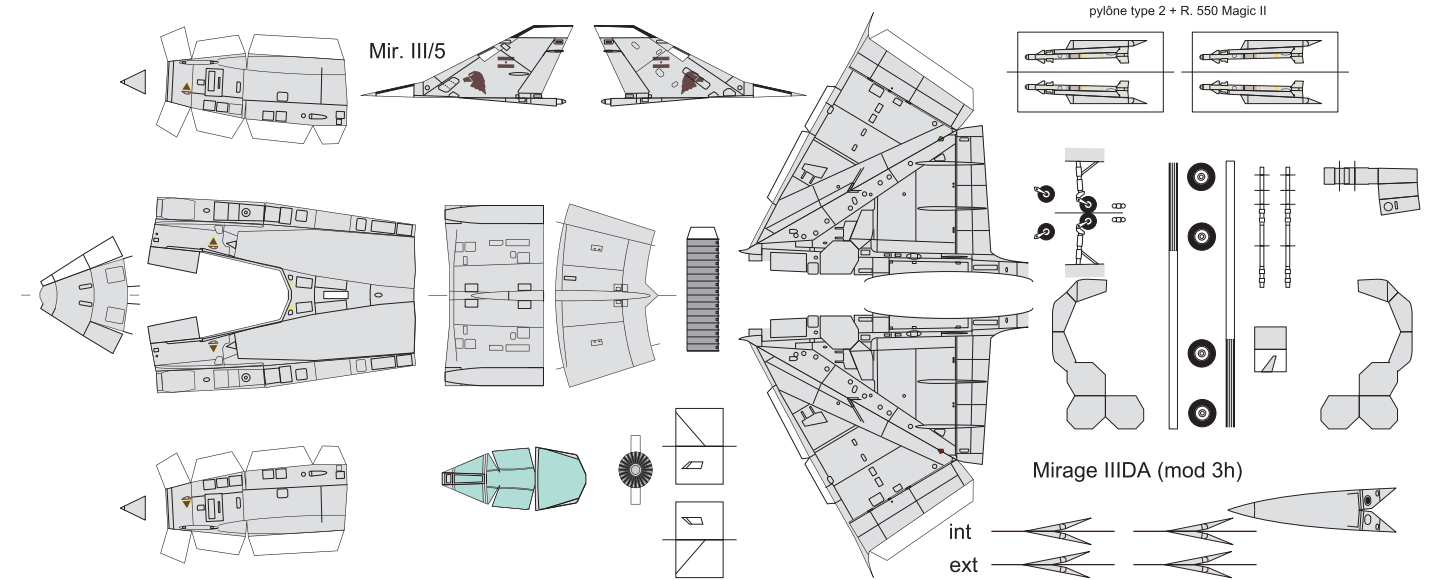 pylône type 2 + R. 550 Magic II
Mir. III/5
Mirage IIIDA (mod 3h)
int
ext